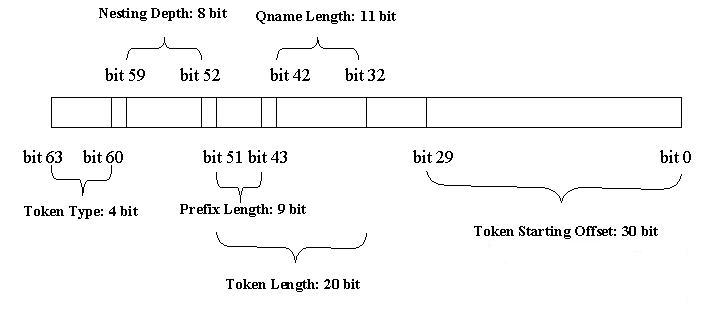 Nesting Depth: 8 bit
Qname Length: 11 bit
bit 59
bit 52
bit 42
bit 32
bit 63
bit 60
bit 51
bit 43
bit 29
bit 0
Token Type: 4 bit
Prefix Length: 9 bit
Token Starting Offset: 30 bit
Token Length: 20 bit